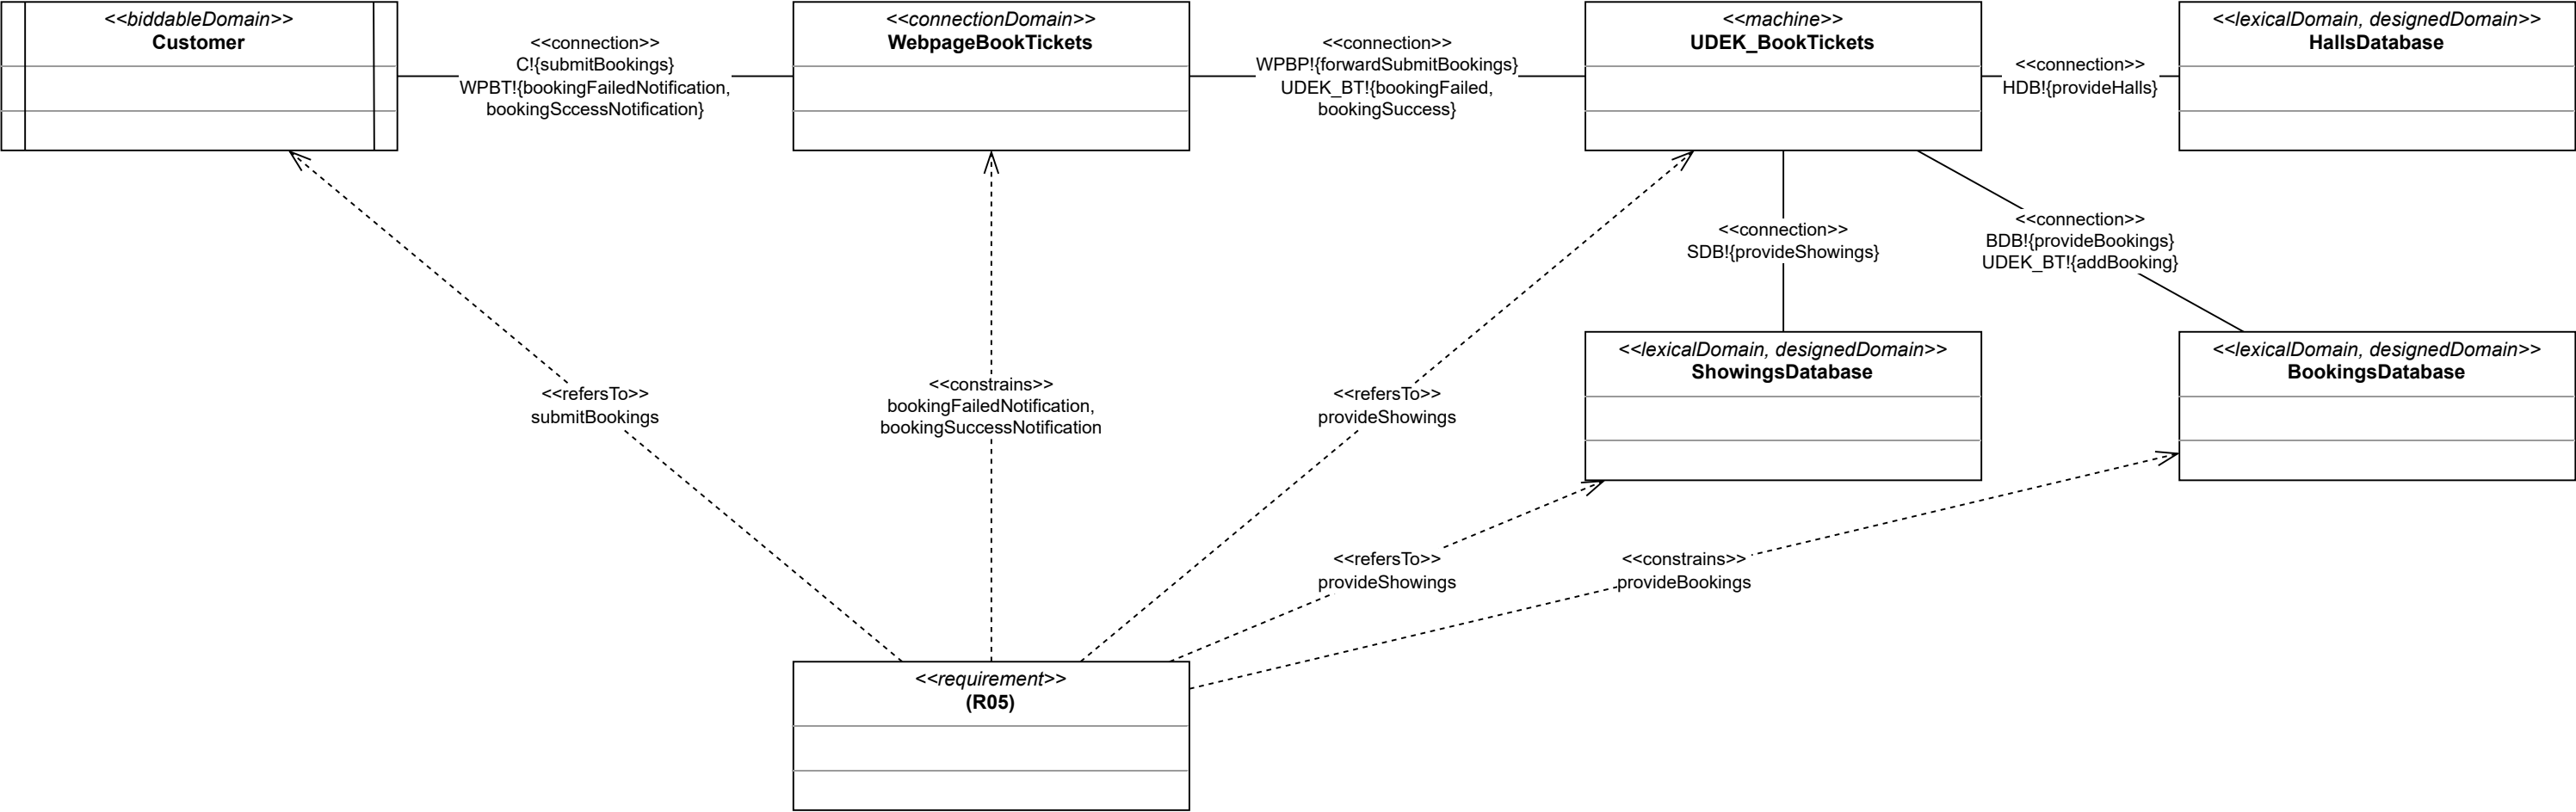 <<biddableDomain>>
Customer
<<connection>>
C!{submitBookings}
WPBT!{bookingFailedNotification,
bookingSccessNotification}
<<connectionDomain>>
WebpageBookTickets
<<connection>>
WPBP!{forwardSubmitBookings}
UDEK_BT!{bookingFailed,
bookingSuccess}
<<machine>>
UDEK_BookTickets
<<connection>>
HDB!{provideHalls}
<<lexicalDomain, designedDomain>>
HallsDatabase
<<connection>>
SDB!{provideShowings}
<<connection>>
BDB!{provideBookings}
UDEK_BT!{addBooking}
<<lexicalDomain, designedDomain>>
ShowingsDatabase
<<lexicalDomain, designedDomain>>
BookingsDatabase
<<refersTo>>
submitBookings
<<constrains>>
bookingFailedNotification,
bookingSuccessNotification
<<refersTo>>
provideShowings
<<refersTo>>
provideShowings
<<constrains>>
provideBookings
<<requirement>>
(R05)